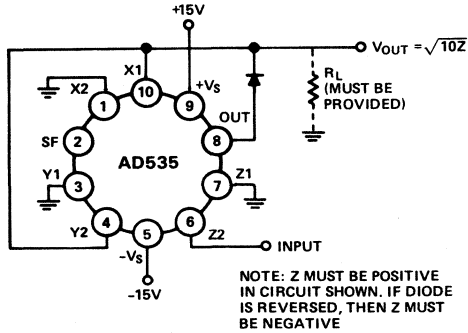 +15V
VOUT = √10Z
X1
X2
+VS
RL
(MUST BE
PROVIDED)
OUT
10
1
9
SF
2
8
AD535
Y1
3
7
Z1
4
6
5
Y2
Z2
-VS
INPUT
-15V
NOTE: Z MUST BE POSITIVE
IN CIRCUIT SHOWN. IF DIODE
IS REVERSED, THEN Z MUST
BE NEGATIVE